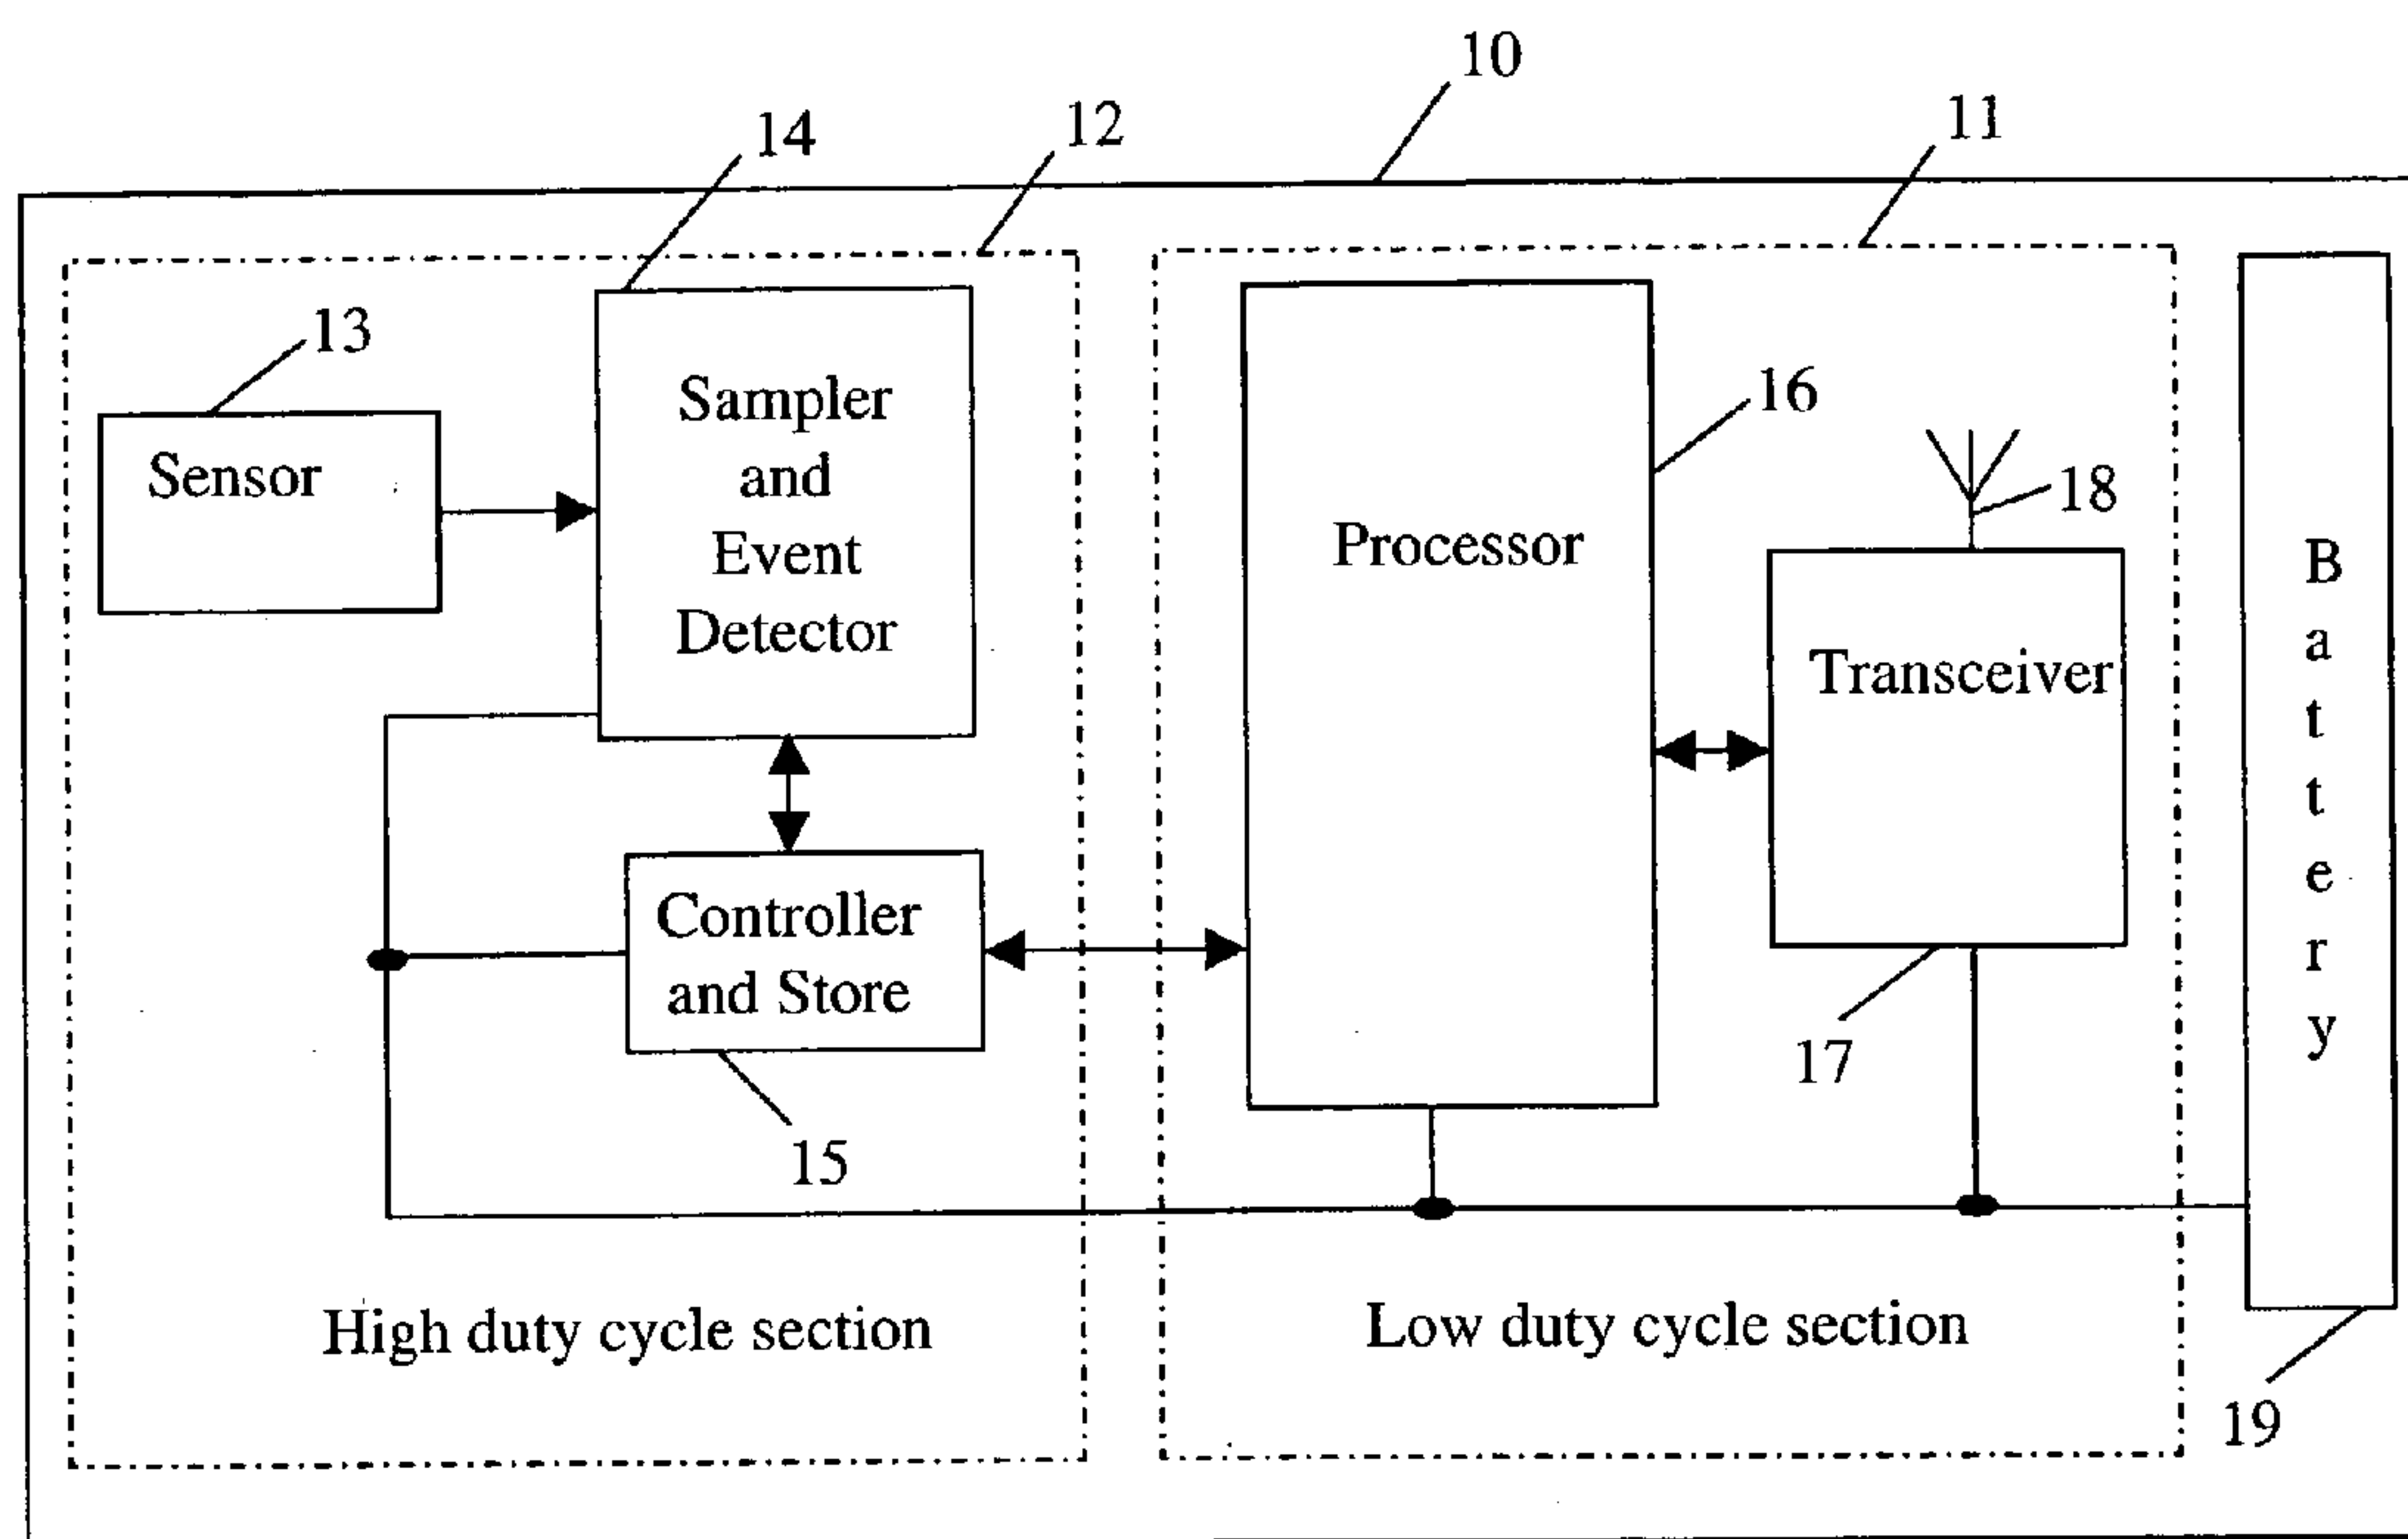 10
11
12
14
13
Sensor
Sampler
and
Event
Detector
16
18
Processor
Transceiver
B
a
t
t
e
r
y
Controller
and Store
17
15
High duty cycle section
Low duty cycle section
19